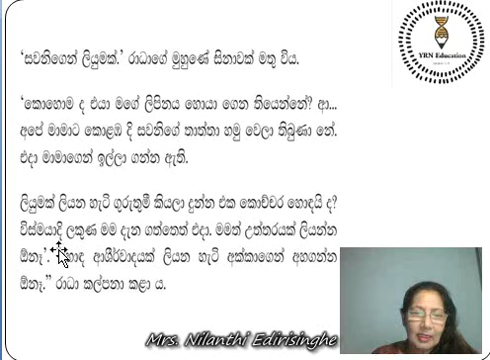 YRN Education
‘සවනිගෙන් ලියුමක්.’ රාධාගේ මුහුණේ සිනාවක් මතු විය.
‘කොහොම ද එයා මගේ ලිපිනය හොයා ගෙන තියෙන්නේ? ආ...
අපේ මාමාට කොළඹ දි සවනිගේ තාත්තා හමු වෙලා තිබුණා නේ.
එදා මාමාගෙන් ඉල්ලා ගන්න ඇති.
ලියුමක් ලියන හැටි ගුරුතුමී කියලා දුන්න එක කොච්චර හොඳයි ද?
විස්මයාදි ලකුණ මම දැන ගත්තෙත් එදා. මමත් උත්තරයක් ලියන්න
ඕනෑ’. ආශීර්වාදයක් ලියන හැටි අක්කාගෙන් අහගන්න
ඕනෑ.” රාධා කල්පනා කළා ය.
Mrs. Nilanthi Edirisinghe